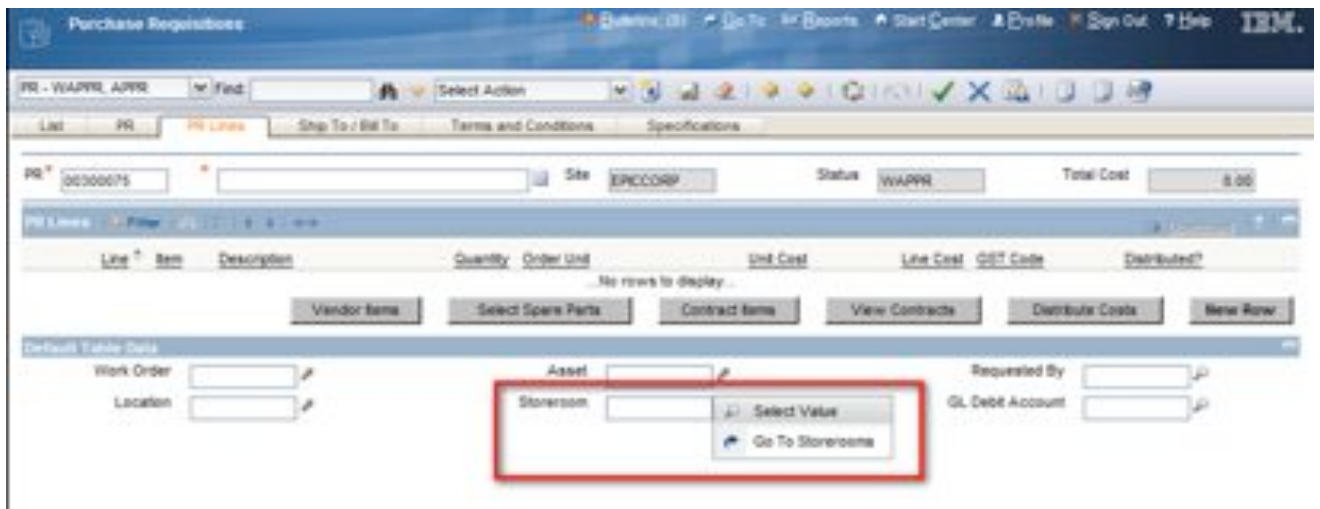 Purchase Requisitions
Bulletins: (3) Go To Reports Start Center Profile Sign Out ? Help IBM.
PR - WAPPR, APPR Find: Select Action
List PR PR Lines Ship To / Bill To Terms and Conditions Specifications
PR * 00300075 * Site EPICCORP Status WAPPR Total Cost 0.00
PR Lines Filter
Line Item Description Quantity Order Unit Unit Cost Line Cost GST Code Distributed?
...No rows to display...
Vendor Items Select Spare Parts Contract Items View Contracts Distribute Costs New Row
Default Table Data
Work Order Asset Requested By
Location Storeroom Select Value GL Debit Account
Go To Storerooms